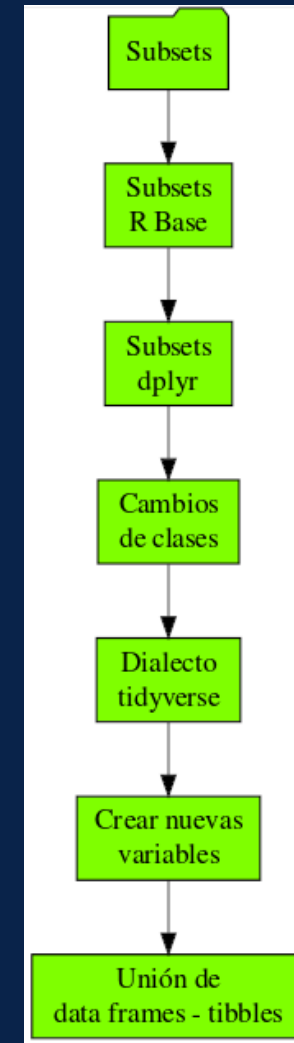 Subsets
Subsets
R Base
Subsets
dplyr
Cambios
de clases
Dialecto
tidyverse
Crear nuevas
variables
Unión de
data frames - tibbles